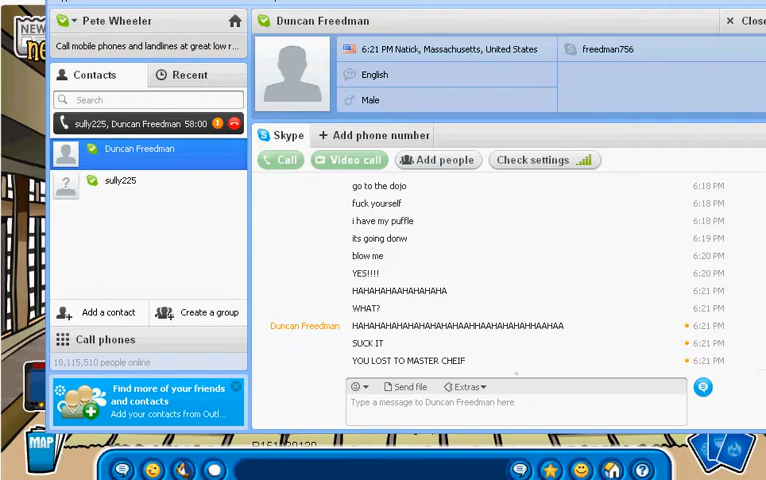 NEW
Pete Wheeler
Call mobile phones and landlines at great low r...
Contacts
Recent
Search
sully225, Duncan Freedman 58:00 1
Duncan Freedman
sully225
Add a contact
Create a group
Call phones
18,115,510 people online
Find more of your friends
and contacts
Add your contacts from Outl...
Duncan Freedman
Close
6:21 PM Natick, Massachusetts, United States
freedman756
English
Male
Skype
Add phone number
Call
Video call
Add people
Check settings
go to the dojo 6:18 PM
fuck yourself 6:18 PM
i have my puffle 6:18 PM
its going donw 6:19 PM
blow me 6:20 PM
YES!!!! 6:20 PM
HAHAHAHAAHAHAHAHA 6:21 PM
WHAT? 6:21 PM
Duncan Freedman HAHAHAHAHAHAHAHAHAHAAHHAAHAHAHAHHAAHAA 6:21 PM
SUCK IT 6:21 PM
YOU LOST TO MASTER CHEIF 6:21 PM
Send file
Extras
Type a message to Duncan Freedman here
MAP